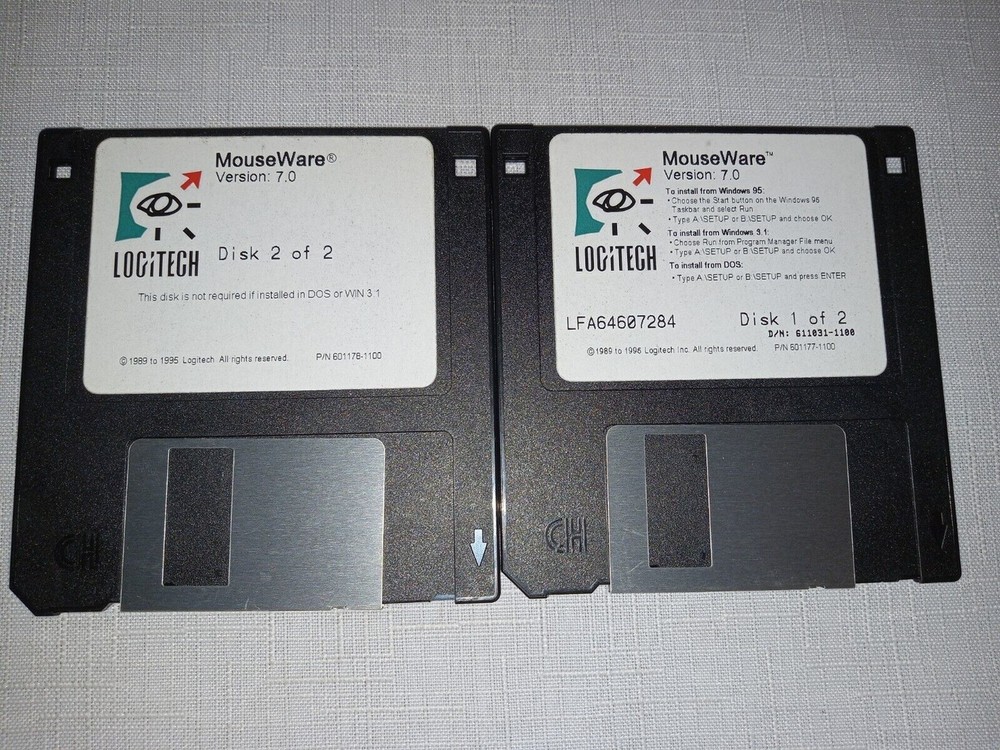 MouseWare®
Version: 7.0
LOGiTECH
Disk 2 of 2
This disk is not required if installed in DOS or WIN 3.1
©1989 to 1995 Logitech All rights reserved. P/N 601176-1100
MouseWare™
Version: 7.0
To install from Windows 95:
• Choose the Start button on the Windows 95
Taskbar and select Run
• Type A:\SETUP or B:\SETUP and choose OK
To install from Windows 3.1:
• Choose Run from Program Manager File menu
• Type A:\SETUP or B:\SETUP and choose OK
To install from DOS:
• Type A:\SETUP or B:\SETUP and press ENTER
LOGiTECH
LFA64607284
Disk 1 of 2
D/N: 611031-1100
©1989 to 1996 Logitech Inc. All rights reserved. P/N 601177-1100